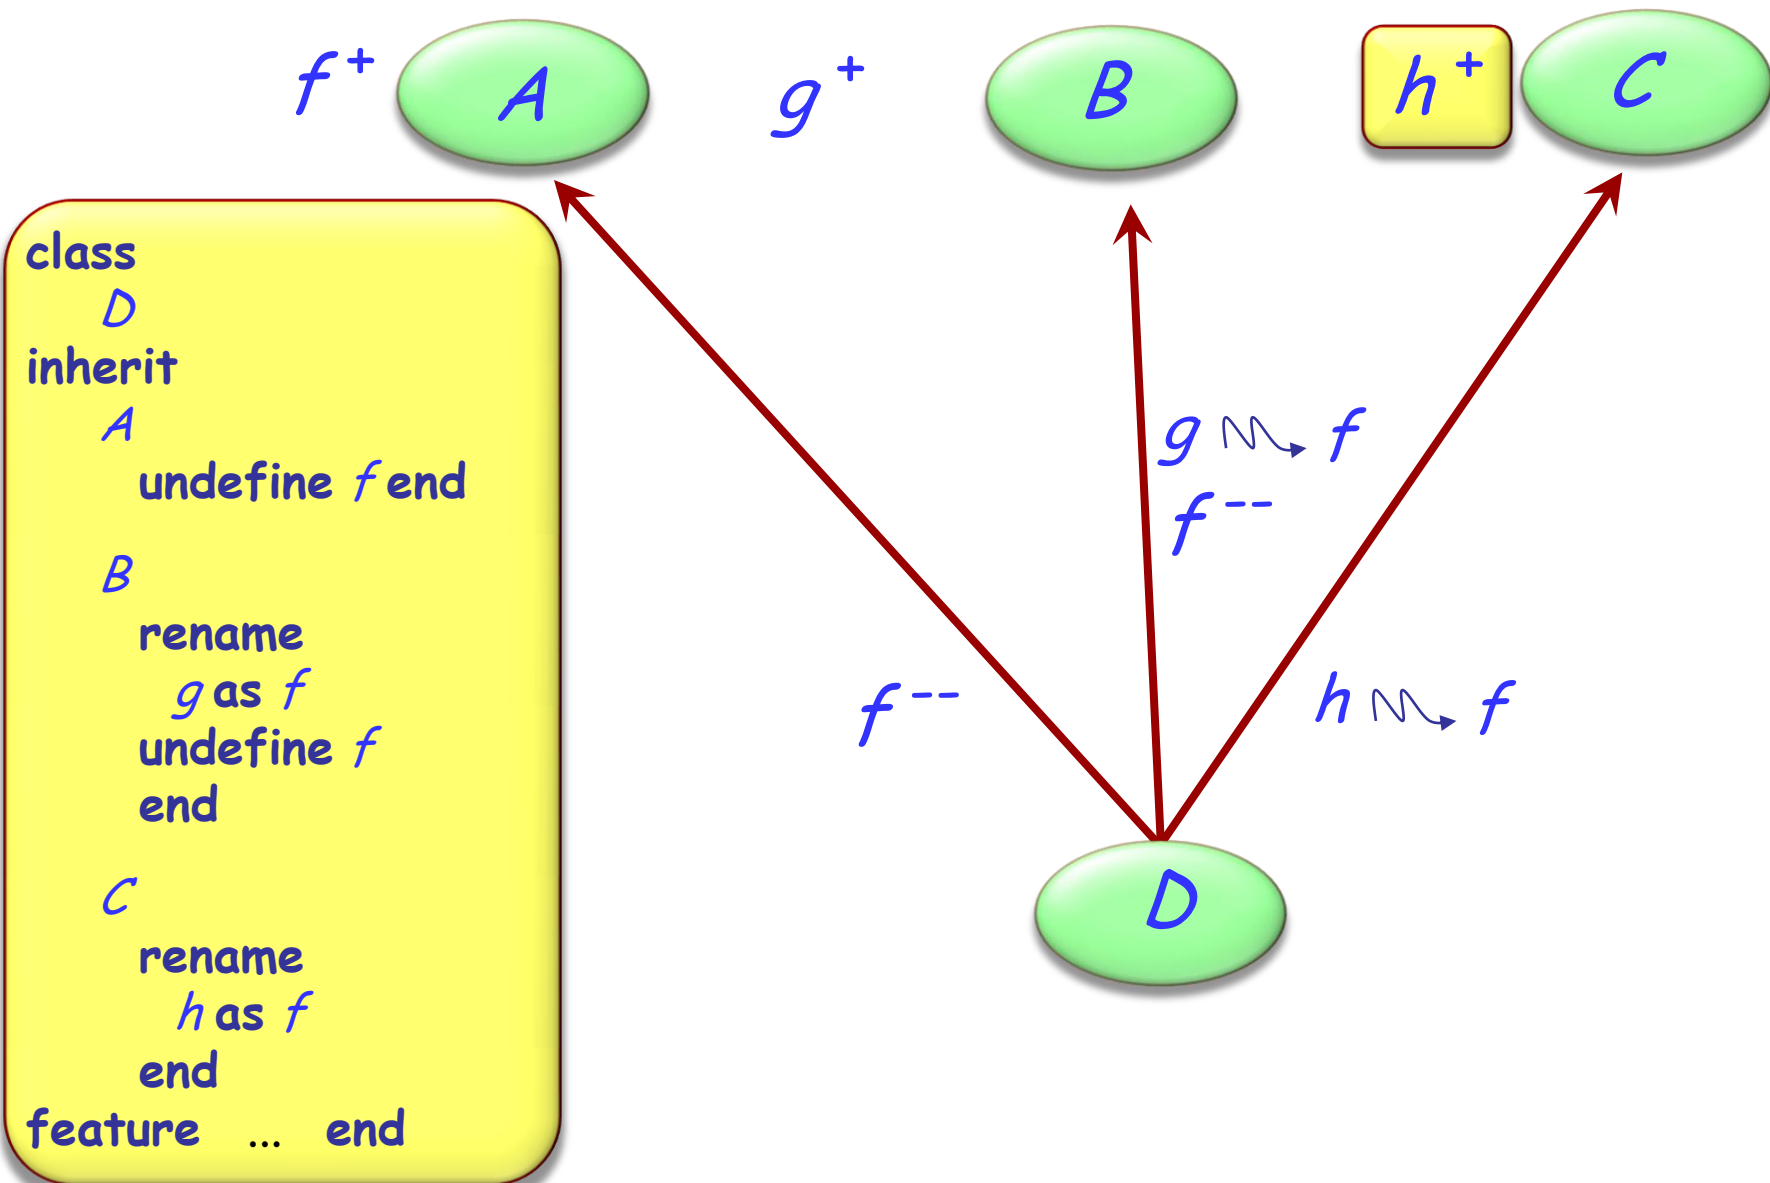 f + A g + B h + C
class
D
inherit
A
undefine f end
B
rename
g as f
undefine f
end
C
rename
h as f
end
feature ... end
g f
f --
f --
h f
D